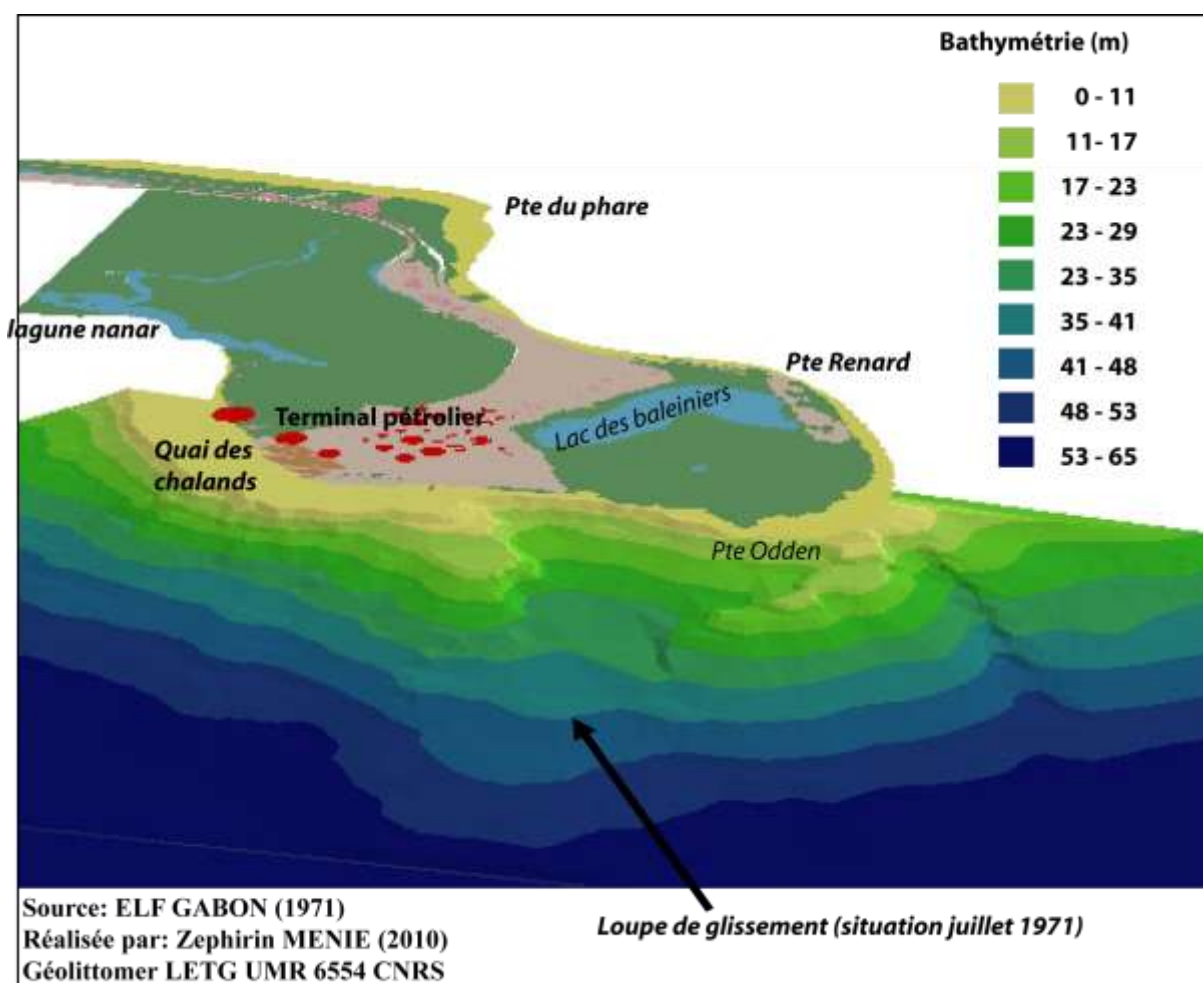 Bathymétrie (m)
0 - 11
11- 17
17 - 23
23 - 29
23 - 35
35 - 41
41 - 48
48 - 53
53 - 65
Pte du phare
lagune nanar
Pte Renard
Terminal pétrolier
Lac des baleiniers
Quai des
chalands
Pte Odden
Loupe de glissement (situation juillet 1971)
Source: ELF GABON (1971)
Réalisée par: Zephirin MENIE (2010)
Géolittomer LETG UMR 6554 CNRS